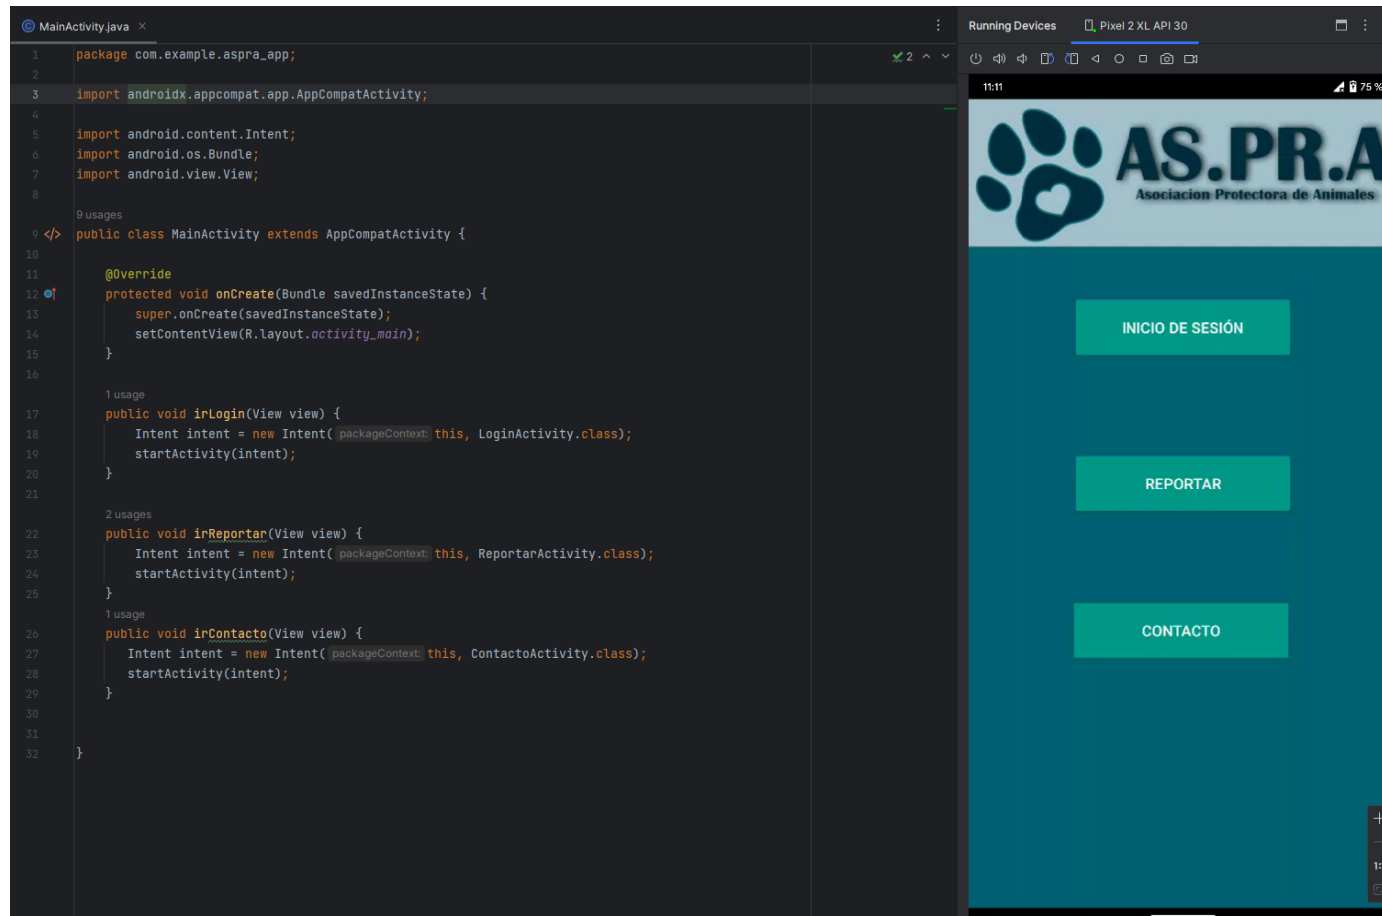 MainActivity.java
Running Devices
Pixel 2 XL API 30
1 package com.example.aspra_app;
2
2
3 import androidx.appcompat.app.AppCompatActivity;
4
5 import android.content.Intent;
6 import android.os.Bundle;
7 import android.view.View;
8
9 usages
9 </> public class MainActivity extends AppCompatActivity {
10
11 @Override
12 protected void onCreate(Bundle savedInstanceState) {
13 super.onCreate(savedInstanceState);
14 setContentView(R.layout.activity_main);
15 }
16
1 usage
17 public void irLogin(View view) {
18 Intent intent = new Intent( packageContext: this, LoginActivity.class);
19 startActivity(intent);
20 }
21
2 usages
22 public void irReportar(View view) {
23 Intent intent = new Intent( packageContext: this, ReportarActivity.class);
24 startActivity(intent);
25 }
1 usage
26 public void irContacto(View view) {
27 Intent intent = new Intent( packageContext: this, ContactoActivity.class);
28 startActivity(intent);
29 }
30
31
32 }
11:11
75 %
AS.PR.A
Asociacion Protectora de Animales
INICIO DE SESIÓN
REPORTAR
CONTACTO
1: